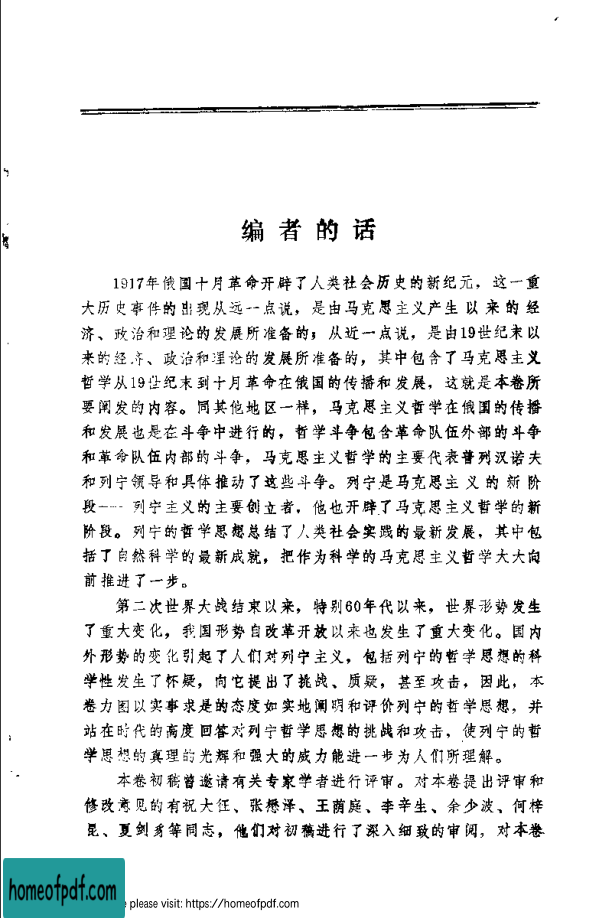 编者的话
1917年俄国十月革命开辟了人类社会历史的新纪元，这一重
大历史事件的出现从远一点说，是由马克思主义产生以来的经
济、政治和理论的发展所准备的；从近一点说，是由19世纪末以
来的经济、政治和理论的发展所准备的，其中包含了马克思主义
哲学从19世纪末到十月革命在俄国的传播和发展，这就是本卷所
要阐发的内容。同其他地区一样，马克思主义哲学在俄国的传播
和发展也是在斗争中进行的，哲学斗争包含革命队伍外部的斗争
和革命队伍内部的斗争，马克思主义哲学的主要代表普列汉诺夫
和列宁领导和具体推动了这些斗争。列宁是马克思主义的新阶
段——列宁主义的主要创立者，他也开辟了马克思主义哲学的新
阶段。列宁的哲学思想总结了人类社会实践的最新发展，其中包
括了自然科学的最新成就，把作为科学的马克思主义哲学大大向
前推进了一步。
第二次世界大战结束以来，特别60年代以来，世界形势发生
了重大变化，我国形势自改革开放以来也发生了重大变化。国内
外形势的变化引起了人们对列宁主义，包括列宁的哲学思想的科
学性发生了怀疑，向它提出了挑战、质疑，甚至攻击，因此，本
卷力图以实事求是的态度如实地阐明和评价列宁的哲学思想，并
站在时代的高度回答对列宁哲学思想的挑战和攻击，使列宁的哲
学思想的真理的光辉和强大的威力能进一步为人们所理解。
本卷初稿曾邀请有关专家学者进行评审。对本卷提出评审和
修改意见的有祝大征、张懋泽、王荫庭、李辛生、余少波、何梓
昆、夏剑豸等同志，他们对初稿进行了深入细致的审阅，对本卷
homeofpdf.com
e please visit: https://homeofpdf.com